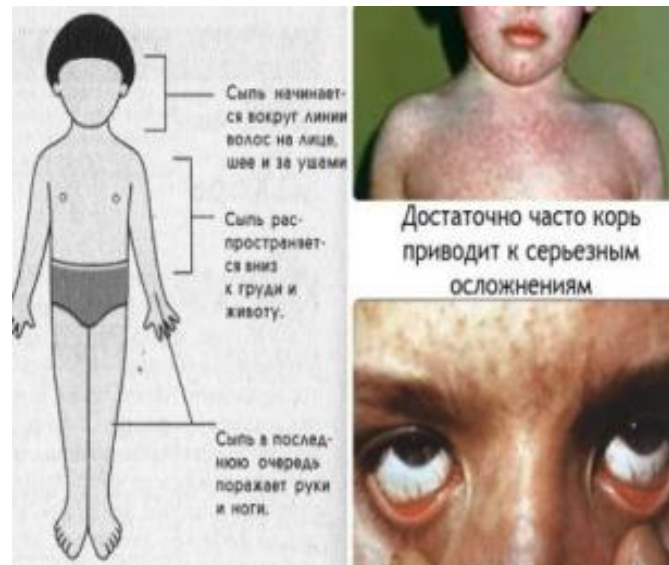 Сыпь начинает-
ся вокруг линии
волос на лице,
шее и за ушами
Сыпь рас-
пространяет-
ся вниз
к груди и
животу.
Сыпь в послед-
нюю очередь
поражает руки
и ноги.
Достаточно часто корь
приводит к серьезным
осложнениям